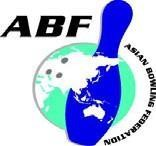 ABF
ASIAN BOWLING FEDERATION